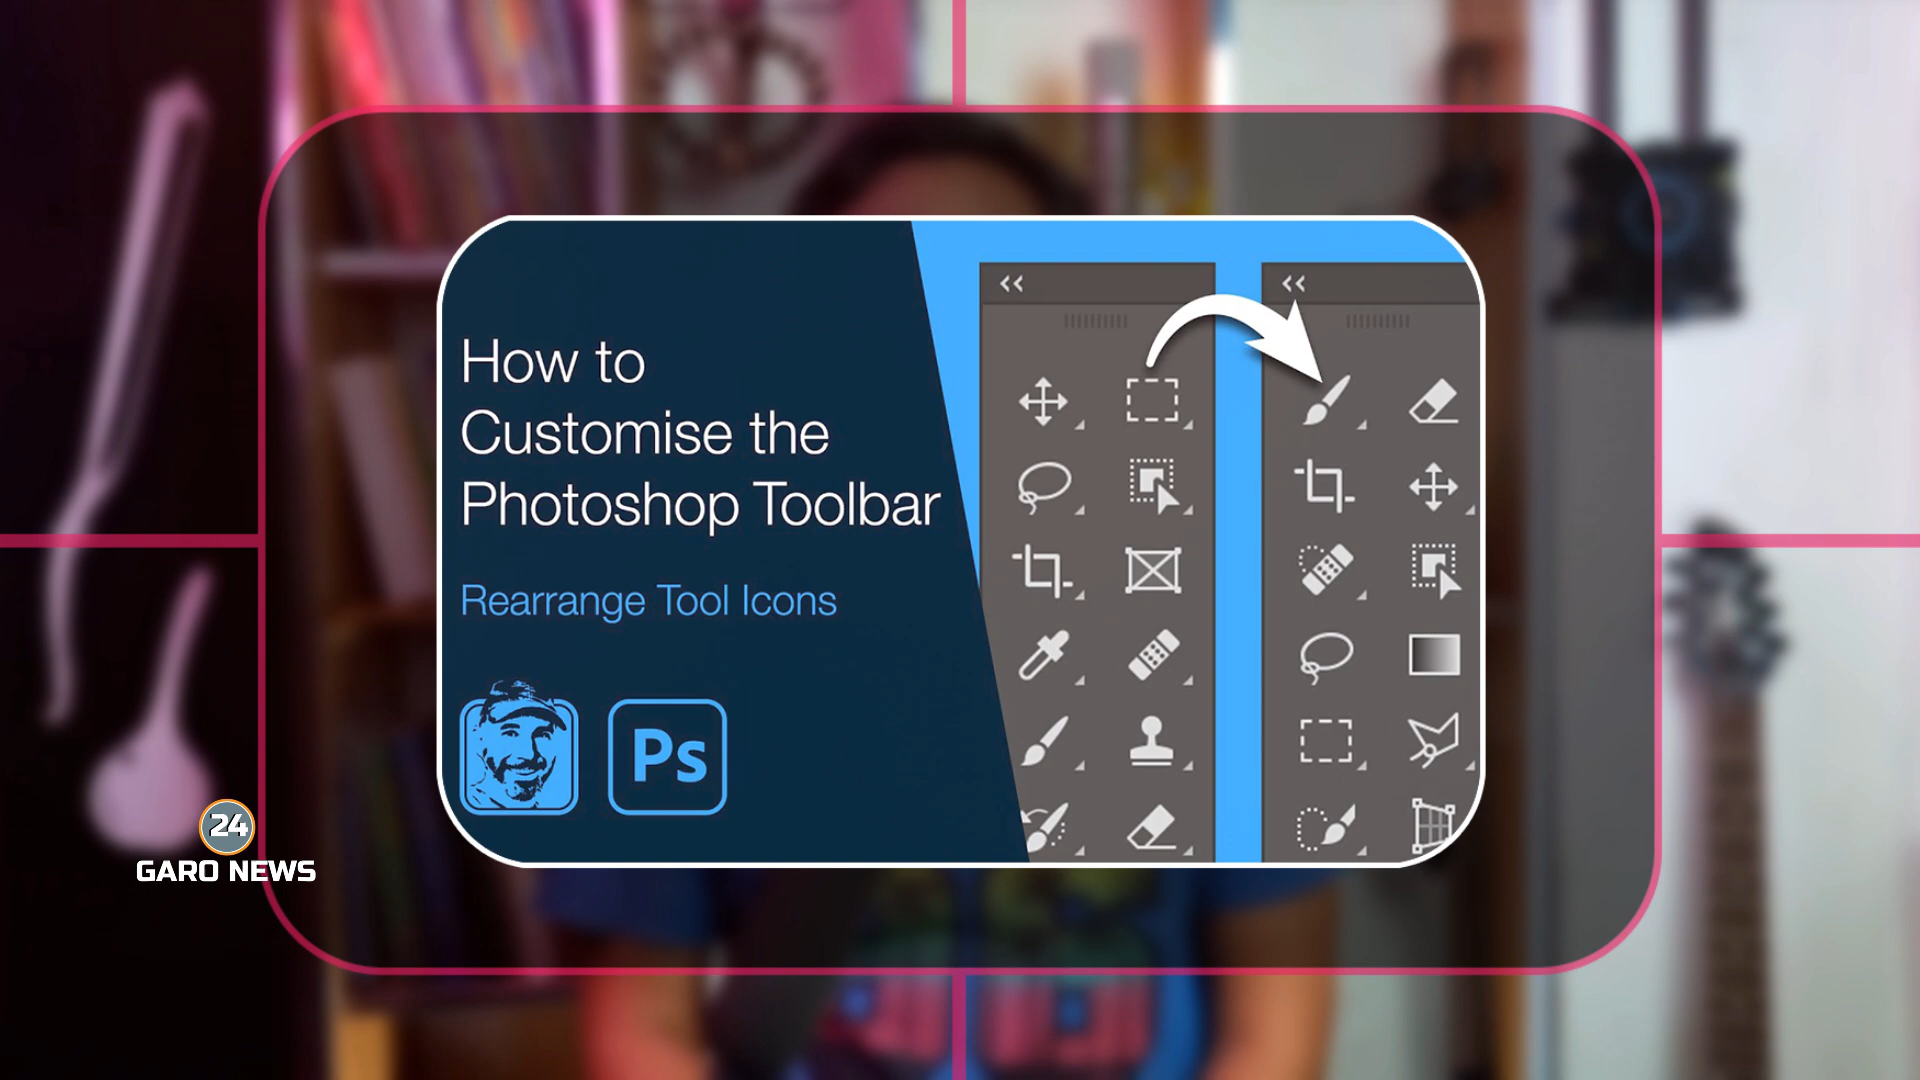 How to
Customise the
Photoshop Toolbar
Rearrange Tool Icons
Ps
24
GARO NEWS